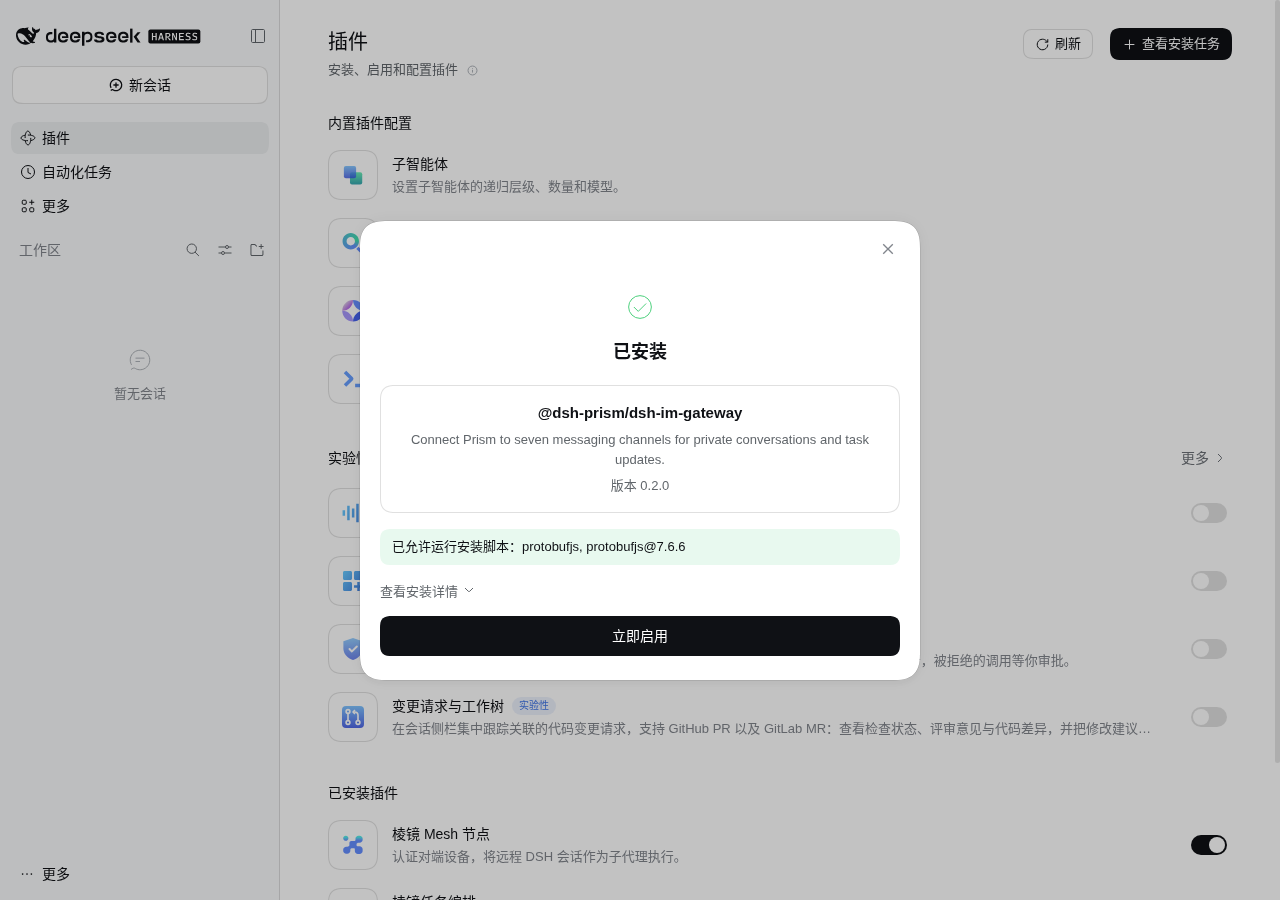 deepseek HARNESS
新会话
插件
自动化任务
更多
工作区
暂无会话
更多
插件
安装、启用和配置插件
刷新
查看安装任务
内置插件配置
子智能体
设置子智能体的递归层级、数量和模型。
更多
，被拒绝的调用等你审批。
变更请求与工作树 实验性
在会话侧栏集中跟踪关联的代码变更请求，支持 GitHub PR 以及 GitLab MR：查看检查状态、评审意见与代码差异，并把修改建议…
已安装插件
棱镜 Mesh 节点
认证对端设备，将远程 DSH 会话作为子代理执行。
已安装
@dsh-prism/dsh-im-gateway
Connect Prism to seven messaging channels for private conversations and task
updates.
版本 0.2.0
已允许运行安装脚本：protobufjs, protobufjs@7.6.6
查看安装详情
立即启用